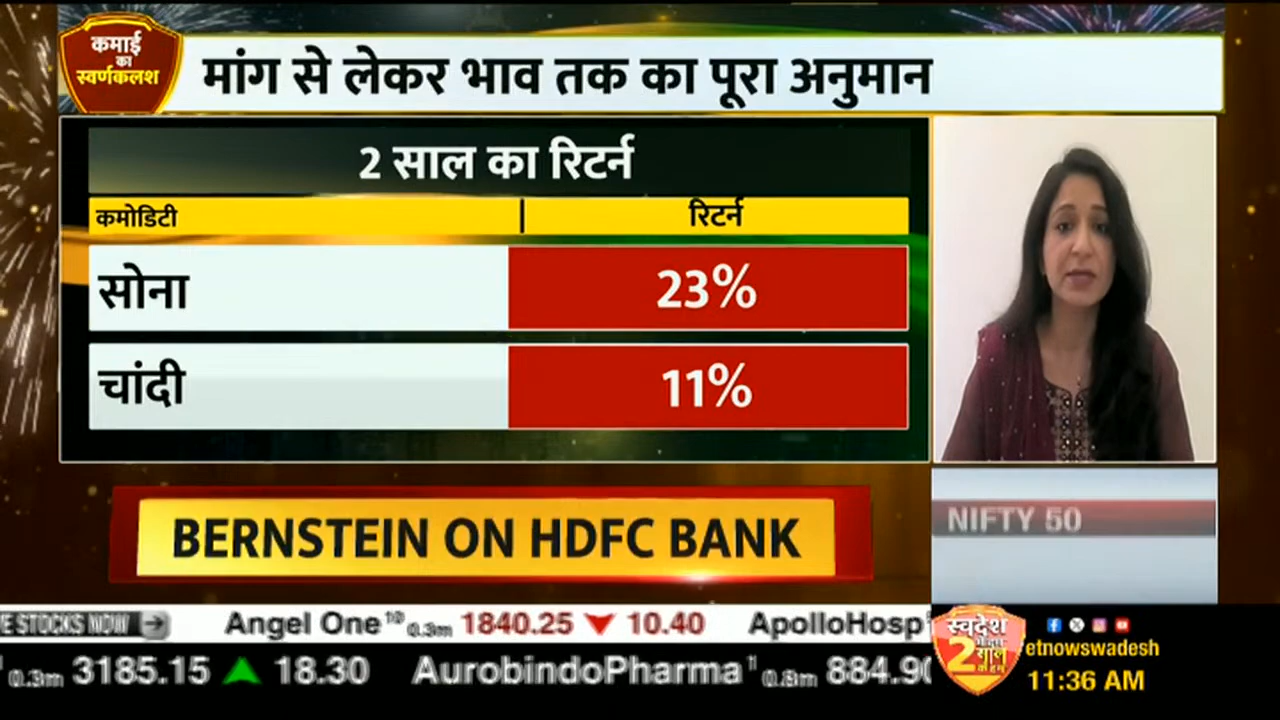 कमाई
का
स्वर्णकलश
मांग से लेकर भाव तक का पूरा अनुमान
2 साल का रिटर्न
कमोडिटी रिटर्न
सोना 23%
चांदी 11%
BERNSTEIN ON HDFC BANK
NIFTY 50
E STOCKS NOW Angel One 10 0.3m 1840.25 ▼ 10.40 ApolloHosp
0.3m 3185.15 ▲ 18.30 AurobindoPharma 1 0.8m 884.90
स्वदेश
2 साल
etnowswadesh
11:36 AM